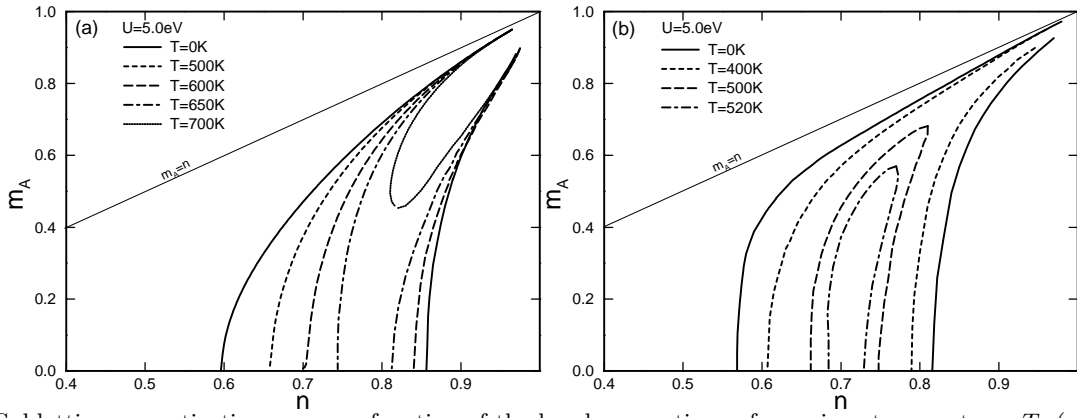 (a)
U=5.0eV
T=0K
T=500K
T=600K
T=650K
T=700K
m_A=n
m_A
1.0
0.8
0.6
0.4
0.2
0.0
0.4 0.5 0.6 0.7 0.8 0.9
n
(b)
U=5.0eV
T=0K
T=400K
T=500K
T=520K
m_A=n
m_A
1.0
0.8
0.6
0.4
0.2
0.0
0.4 0.5 0.6 0.7 0.8 0.9
n